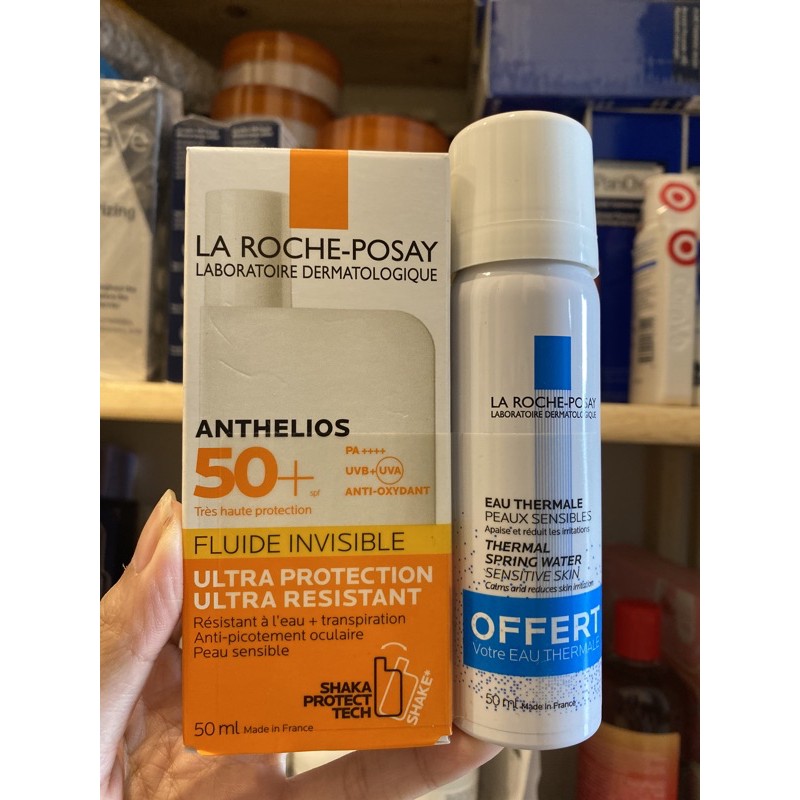 LA ROCHE-POSAY
LABORATOIRE DERMATOLOGIQUE
ANTHELIOS
50+ spf
PA ++++
UVB+UVA
ANTI-OXYDANT
Très haute protection
FLUIDE INVISIBLE
ULTRA PROTECTION
ULTRA RESISTANT
Résistant à l'eau + transpiration
Anti-picotement oculaire
Peau sensible
SHAKA
PROTECT
TECH
SHAKE*
50 ml Made in France
LA ROCHE-POSAY
LABORATOIRE DERMATOLOGIQUE
EAU THERMALE
PEAUX SENSIBLES
Apaise et réduit les irritations
THERMAL
SPRING WATER
SENSITIVE SKIN
Calms and reduces skin irritation
OFFERT
Votre EAU THERMALE
50 ml Made in France